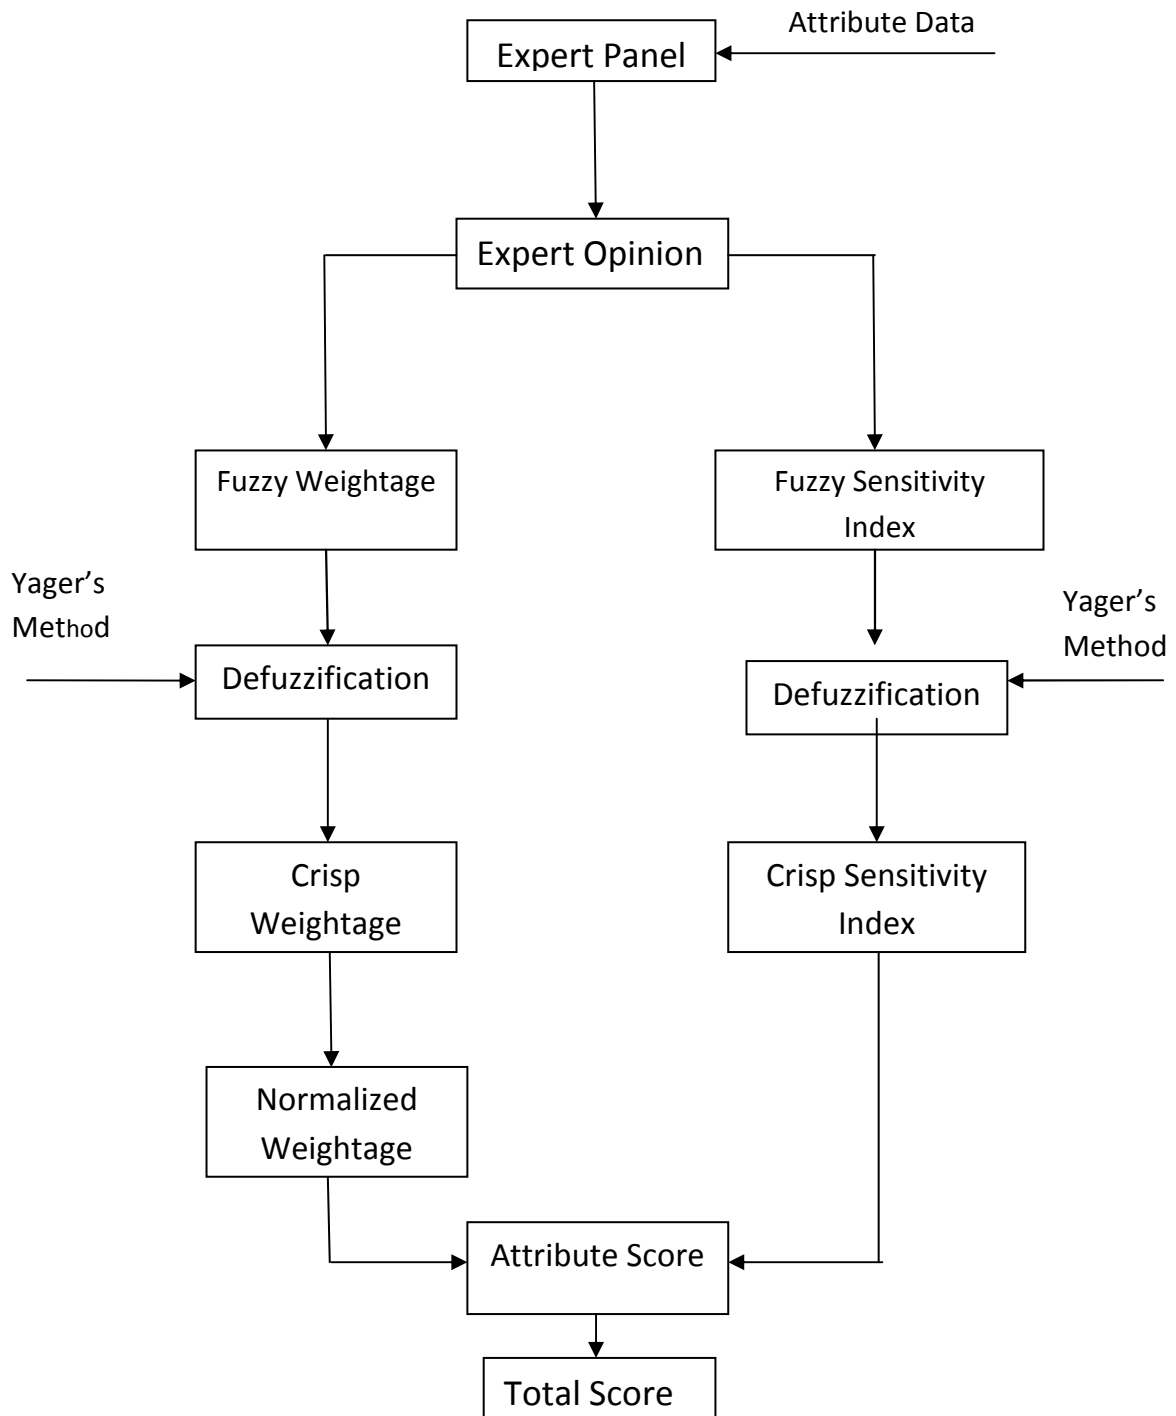 Attribute Data
Expert Panel
Expert Opinion
Fuzzy Weightage
Fuzzy Sensitivity
Index
Yager’s
Method
Yager’s
Method
Defuzzification
Defuzzification
Crisp
Weightage
Crisp Sensitivity
Index
Normalized
Weightage
Attribute Score
Total Score